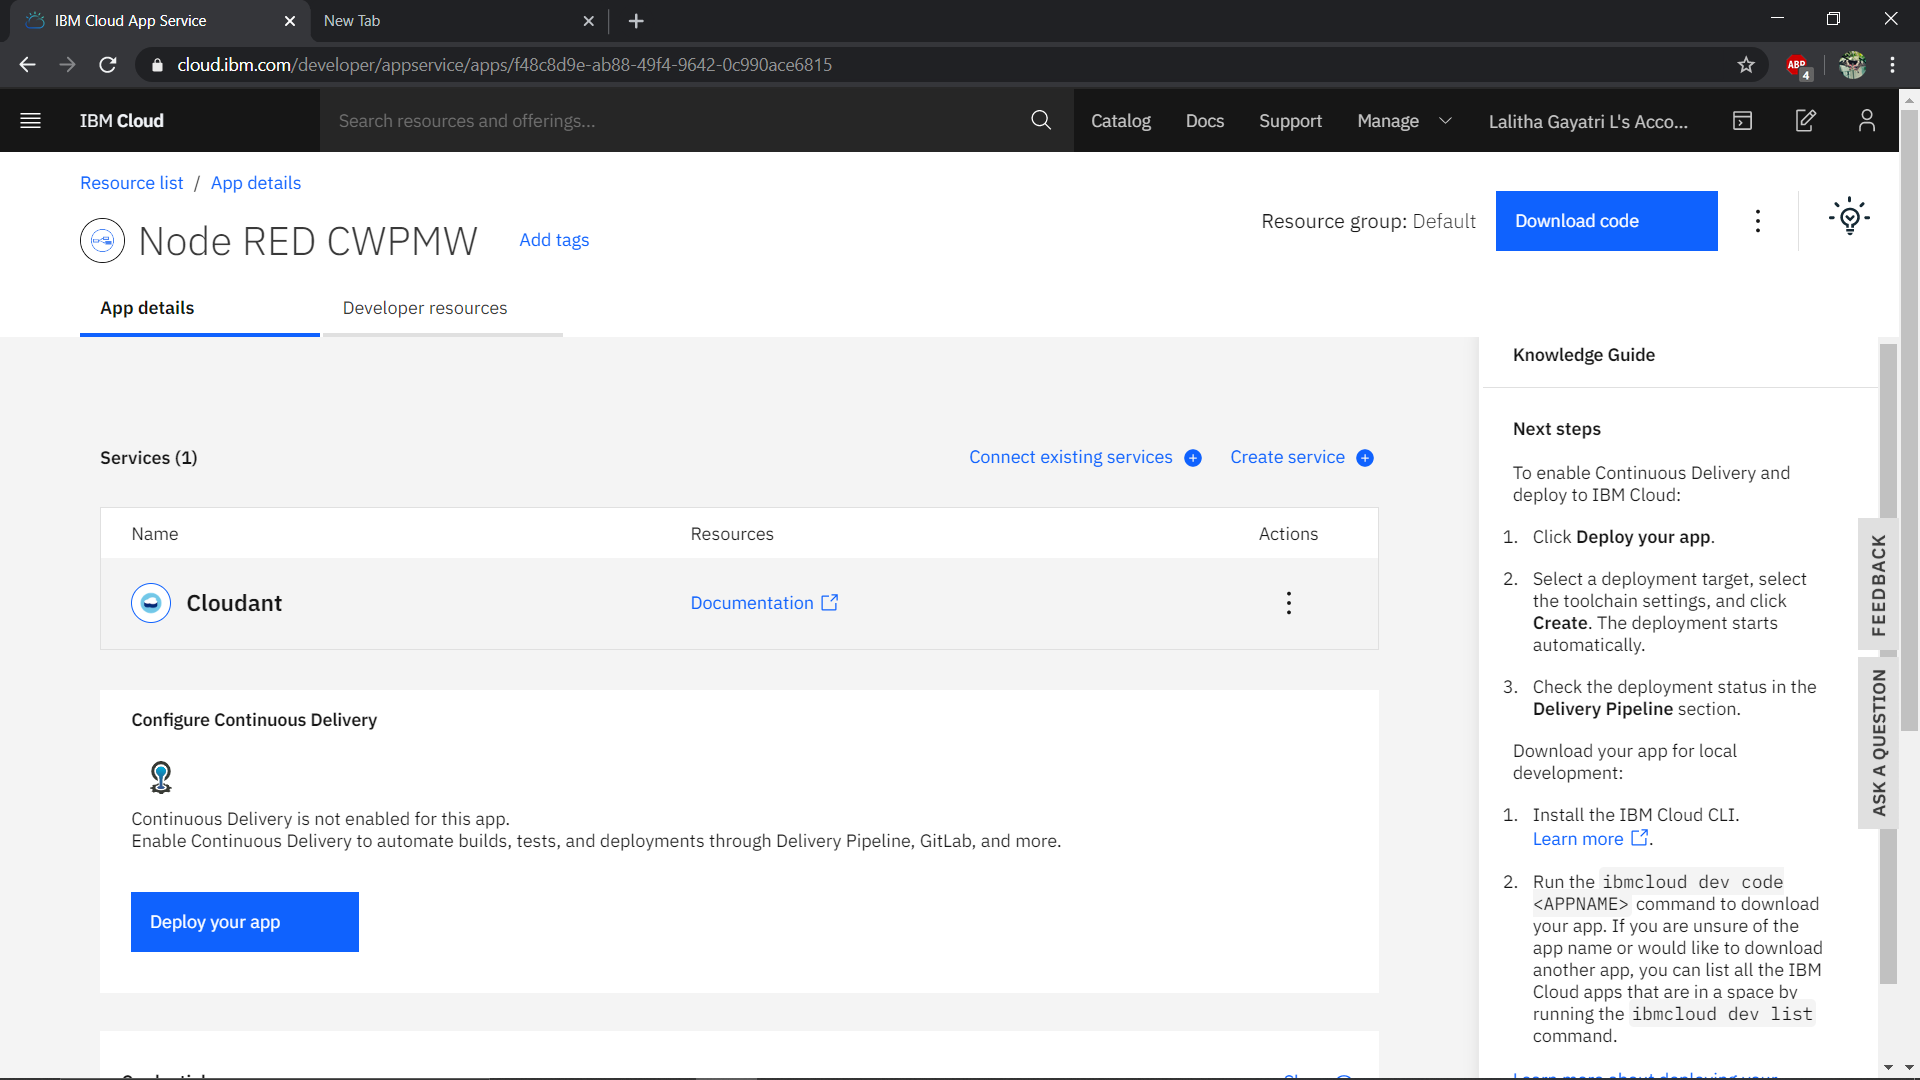 IBM Cloud App Service
New Tab
cloud.ibm.com/developer/appservice/apps/f48c8d9e-ab88-49f4-9642-0c990ace6815
ABP
4
IBM Cloud
Search resources and offerings...
Catalog
Docs
Support
Manage
Lalitha Gayatri L's Acco...
Resource list / App details
Node RED CWPMW
Add tags
Resource group: Default
Download code
App details
Developer resources
Services (1)
Connect existing services
Create service
Name
Resources
Actions
Cloudant
Documentation
Configure Continuous Delivery
Continuous Delivery is not enabled for this app.
Enable Continuous Delivery to automate builds, tests, and deployments through Delivery Pipeline, GitLab, and more.
Deploy your app
Knowledge Guide
Next steps
To enable Continuous Delivery and
deploy to IBM Cloud:
1. Click Deploy your app.
2. Select a deployment target, select
the toolchain settings, and click
Create. The deployment starts
automatically.
3. Check the deployment status in the
Delivery Pipeline section.
Download your app for local
development:
1. Install the IBM Cloud CLI.
Learn more .
2. Run the ibmcloud dev code
<APPNAME> command to download
your app. If you are unsure of the
app name or would like to download
another app, you can list all the IBM
Cloud apps that are in a space by
running the ibmcloud dev list
command.
Learn more about deploying your
FEEDBACK
ASK A QUESTION